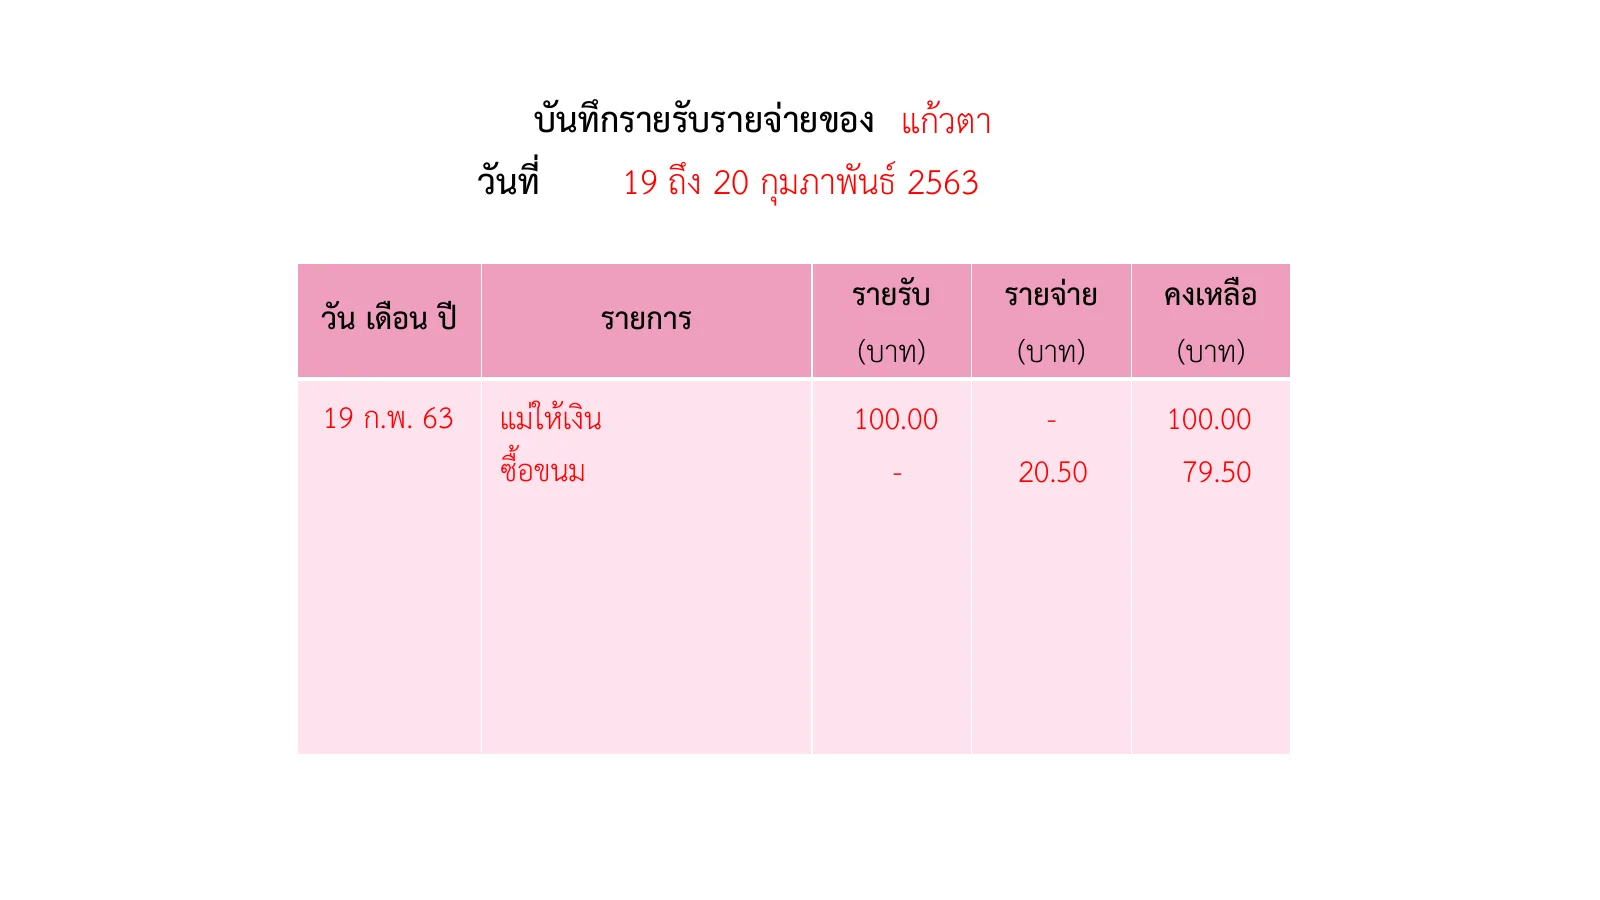 บันทึกรายรับรายจ่ายของ แก้วตา
วันที่ 19 ถึง 20 กุมภาพันธ์ 2563
วัน เดือน ปี รายการ รายรับ (บาท) รายจ่าย (บาท) คงเหลือ (บาท)
19 ก.พ. 63 แม่ให้เงิน 100.00 - 100.00
ซื้อขนม - 20.50 79.50